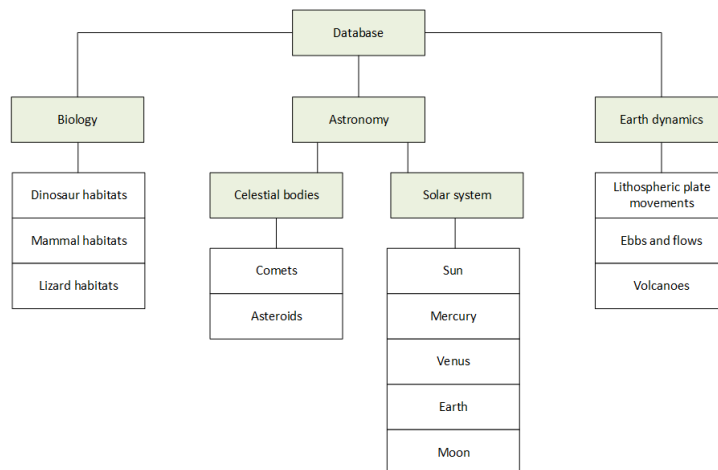 Database
Biology
Astronomy
Earth dynamics
Dinosaur habitats
Mammal habitats
Lizard habitats
Celestial bodies
Comets
Asteroids
Solar system
Sun
Mercury
Venus
Earth
Moon
Lithospheric plate
movements
Ebbs and flows
Volcanoes